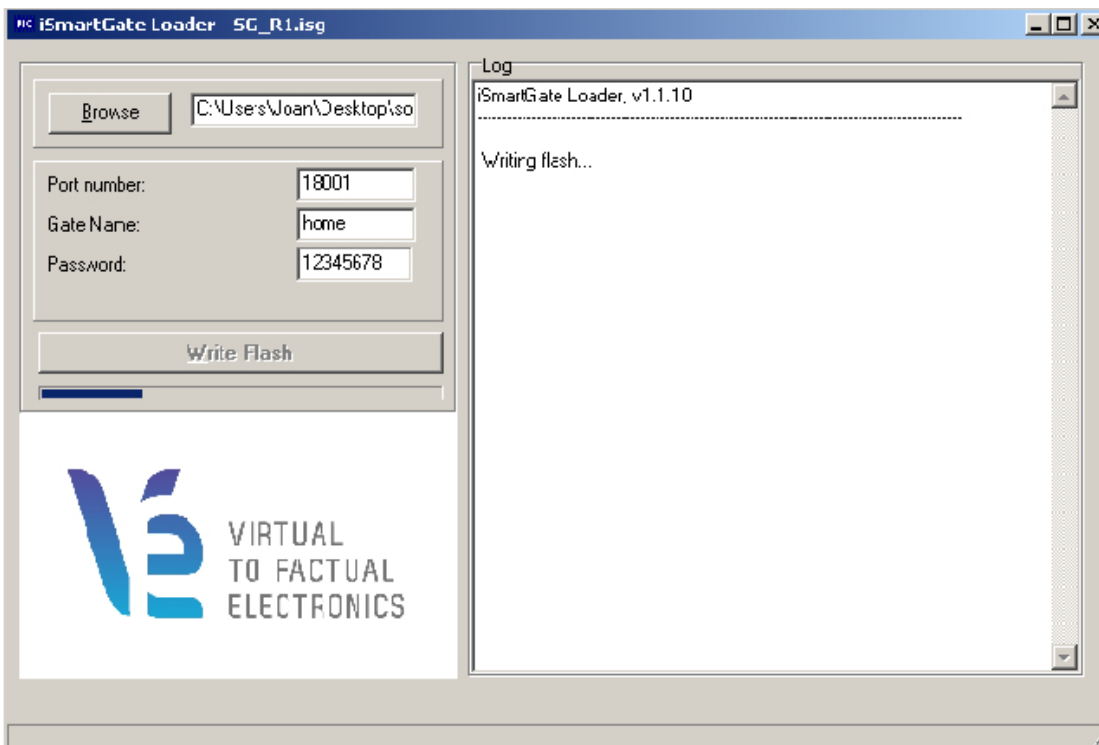 PIC iSmartGate Loader SG_R1.isg
Browse
C:\Users\Joan\Desktop\so
Port number:
18001
Gate Name:
home
Password:
12345678
Write Flash
VIRTUAL
TO FACTUAL
ELECTRONICS
Log
iSmartGate Loader, v1.1.10
--------------------------------------------------------------------------------
Writing flash...